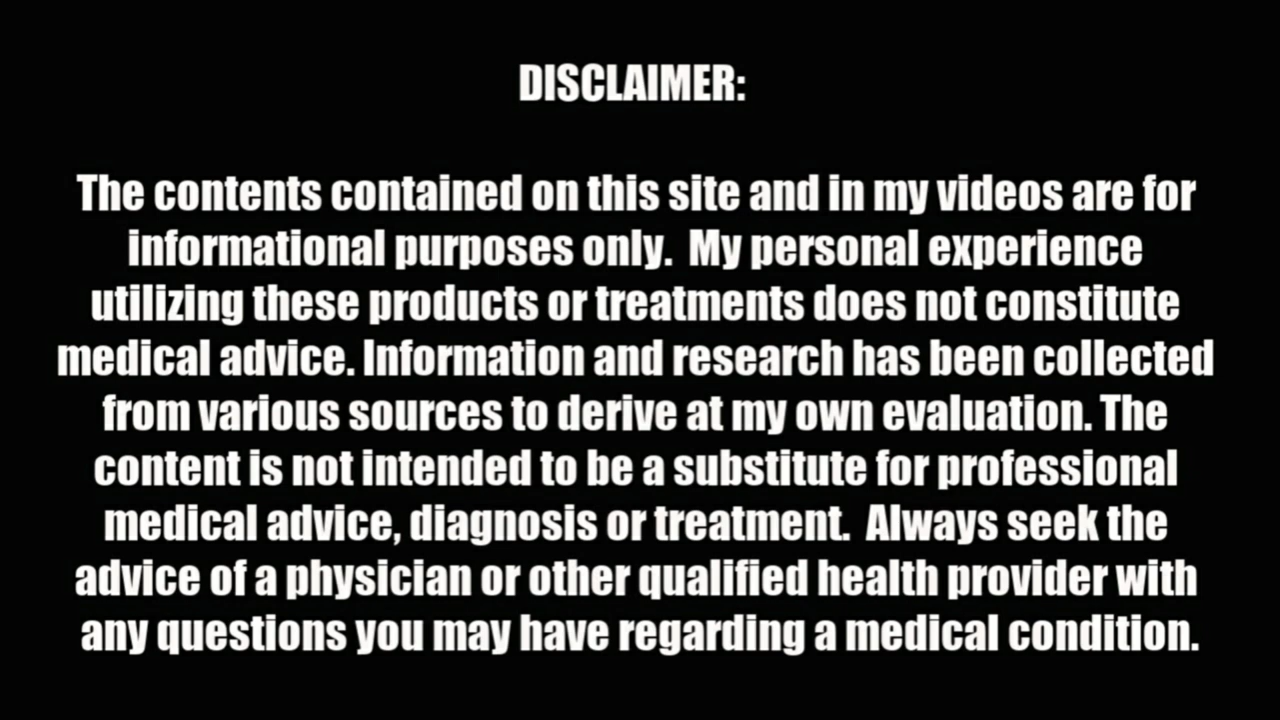 DISCLAIMER:
The contents contained on this site and in my videos are for
informational purposes only.  My personal experience
utilizing these products or treatments does not constitute
medical advice. Information and research has been collected
from various sources to derive at my own evaluation. The
content is not intended to be a substitute for professional
medical advice, diagnosis or treatment.  Always seek the
advice of a physician or other qualified health provider with
any questions you may have regarding a medical condition.